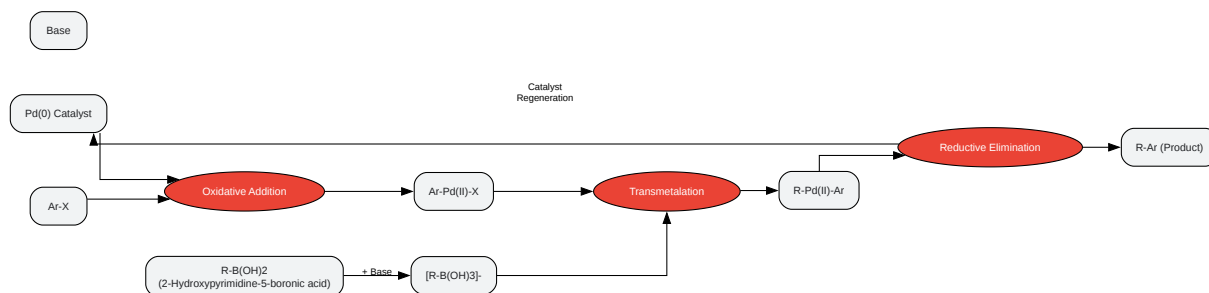 Base
Catalyst
Regeneration
Pd(0) Catalyst
Reductive Elimination
R-Ar (Product)
Oxidative Addition
Ar-Pd(II)-X
Transmetalation
R-Pd(II)-Ar
Ar-X
R-B(OH)2
(2-Hydroxypyrimidine-5-boronic acid)
+ Base
[R-B(OH)3]-